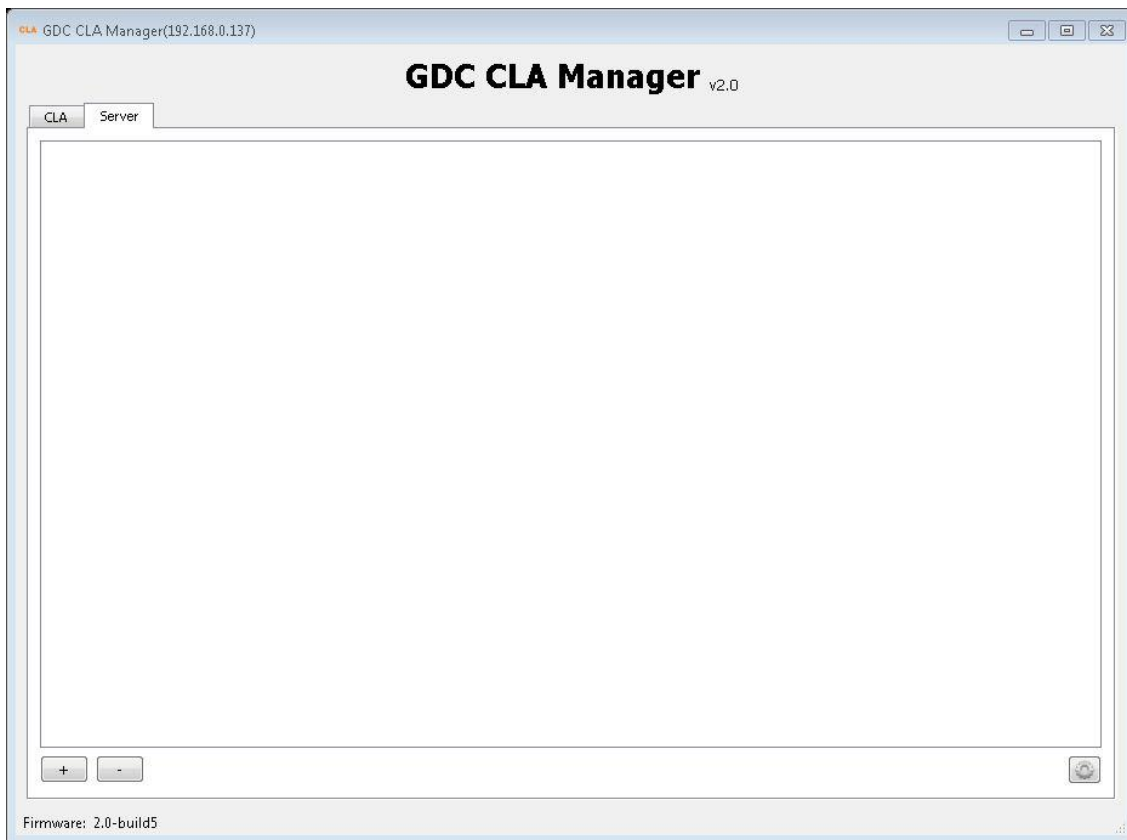 CLA GDC CLA Manager(192.168.0.137)
GDC CLA Manager v2.0
CLA Server
+ -
Firmware: 2.0-build5